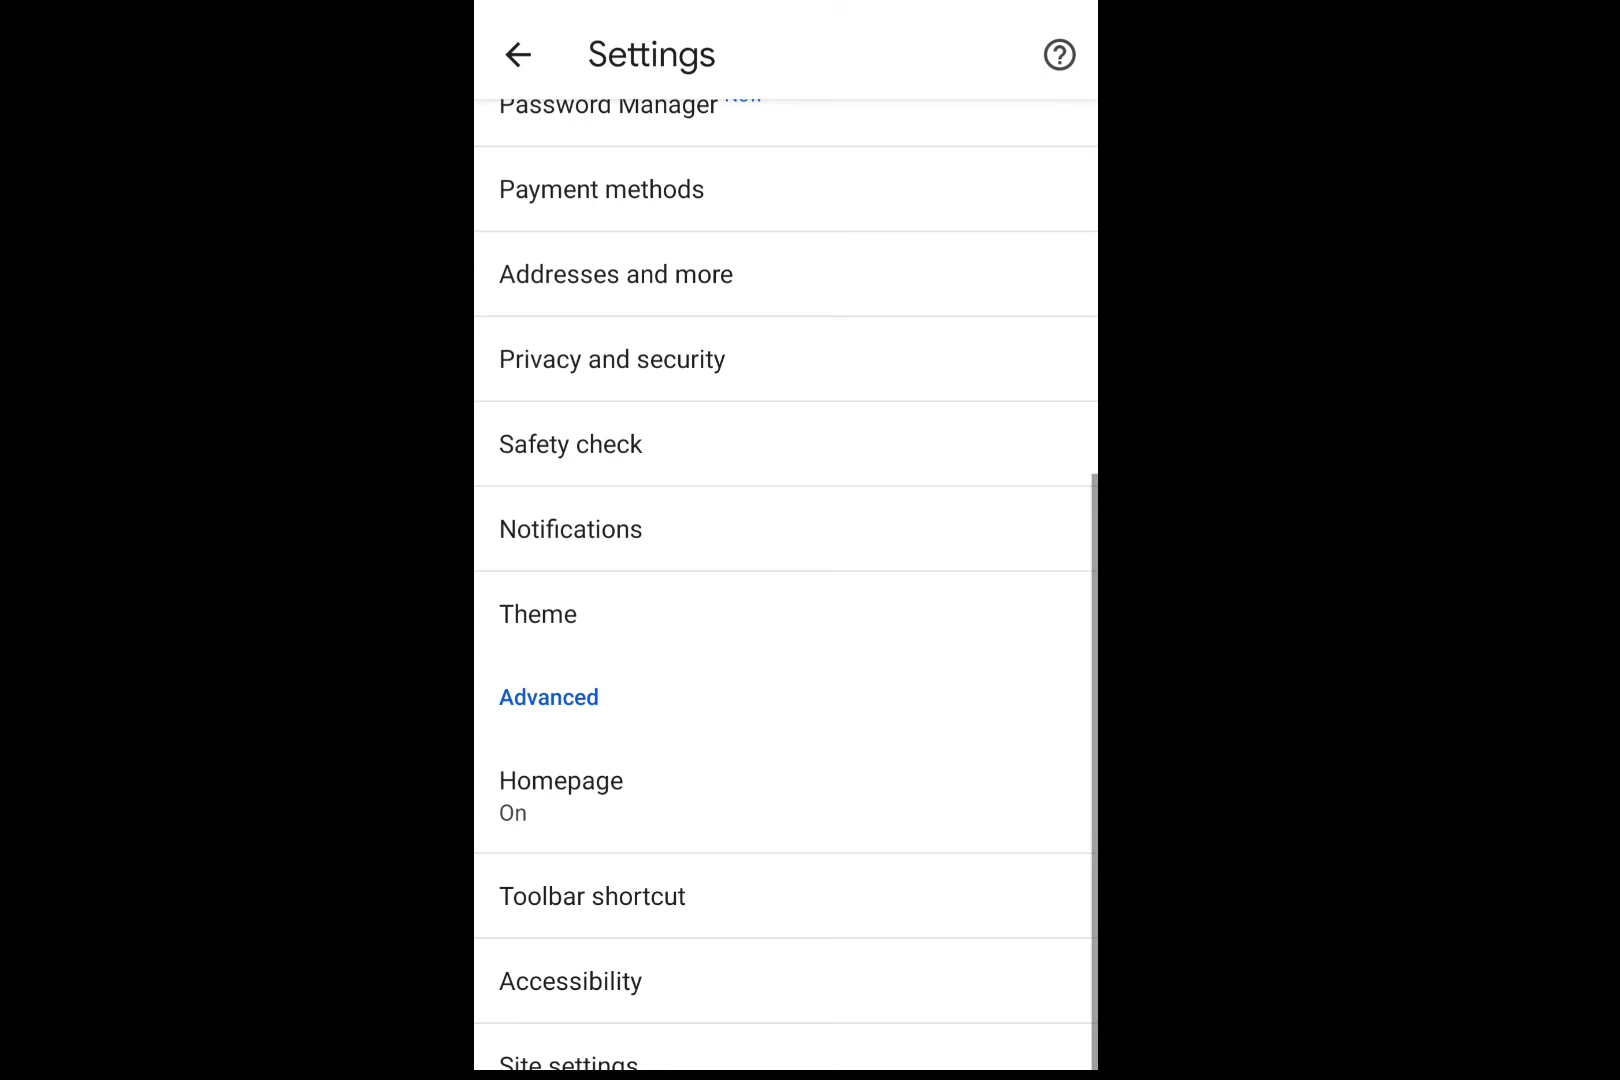 Settings
Password Manager New
Payment methods
Addresses and more
Privacy and security
Safety check
Notifications
Theme
Advanced
Homepage
On
Toolbar shortcut
Accessibility
Site settings